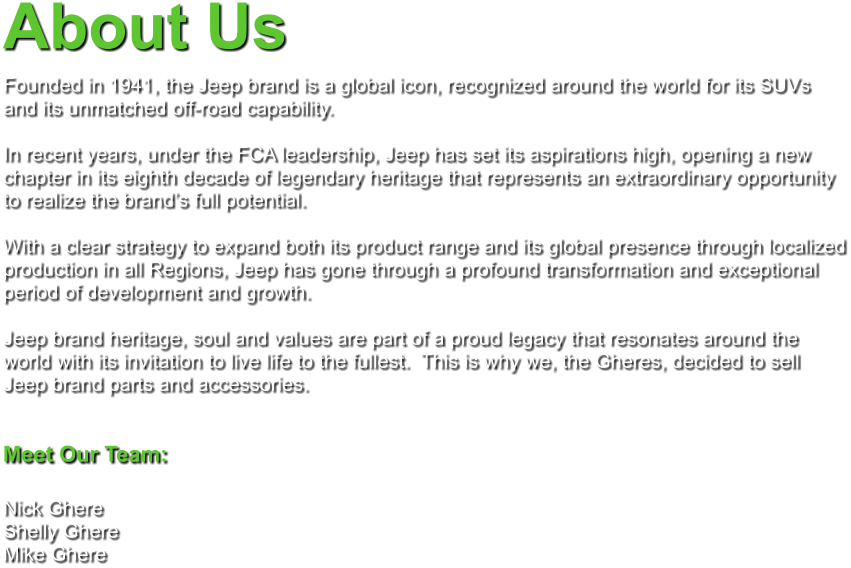 About Us
Founded in 1941, the Jeep brand is a global icon, recognized around the world for its SUVs
and its unmatched off-road capability.
In recent years, under the FCA leadership, Jeep has set its aspirations high, opening a new
chapter in its eighth decade of legendary heritage that represents an extraordinary opportunity
to realize the brand's full potential.
With a clear strategy to expand both its product range and its global presence through localized
production in all Regions, Jeep has gone through a profound transformation and exceptional
period of development and growth.
Jeep brand heritage, soul and values are part of a proud legacy that resonates around the
world with its invitation to live life to the fullest.  This is why we, the Gheres, decided to sell
Jeep brand parts and accessories.
Meet Our Team:
Nick Ghere
Shelly Ghere
Mike Ghere